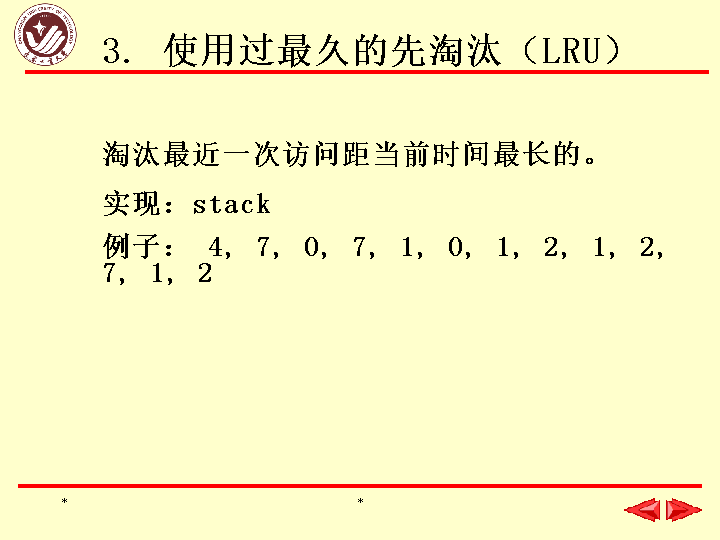 3. 使用过最久的先淘汰（LRU）
淘汰最近一次访问距当前时间最长的。
实现：stack
例子： 4, 7, 0, 7, 1, 0, 1, 2, 1, 2,
7, 1, 2
* *